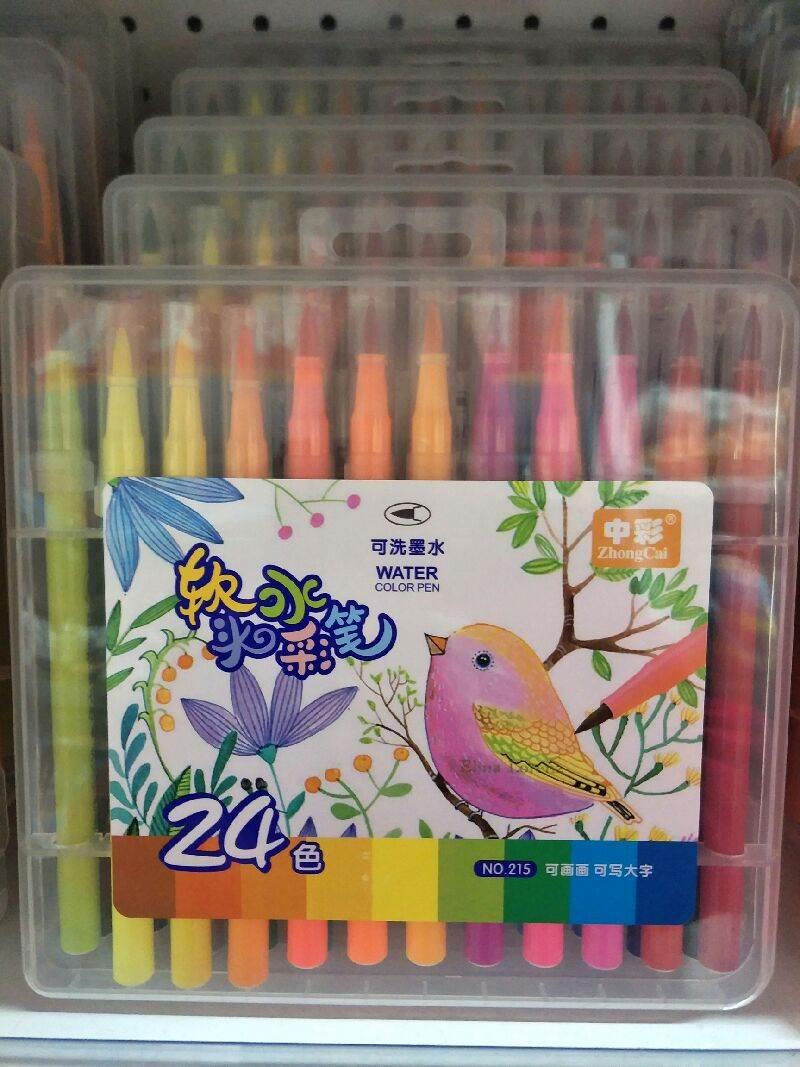 可洗墨水
WATER
COLOR PEN
中彩®
ZhongCai
软水彩笔
24色
NO.215 可画画 可写大字